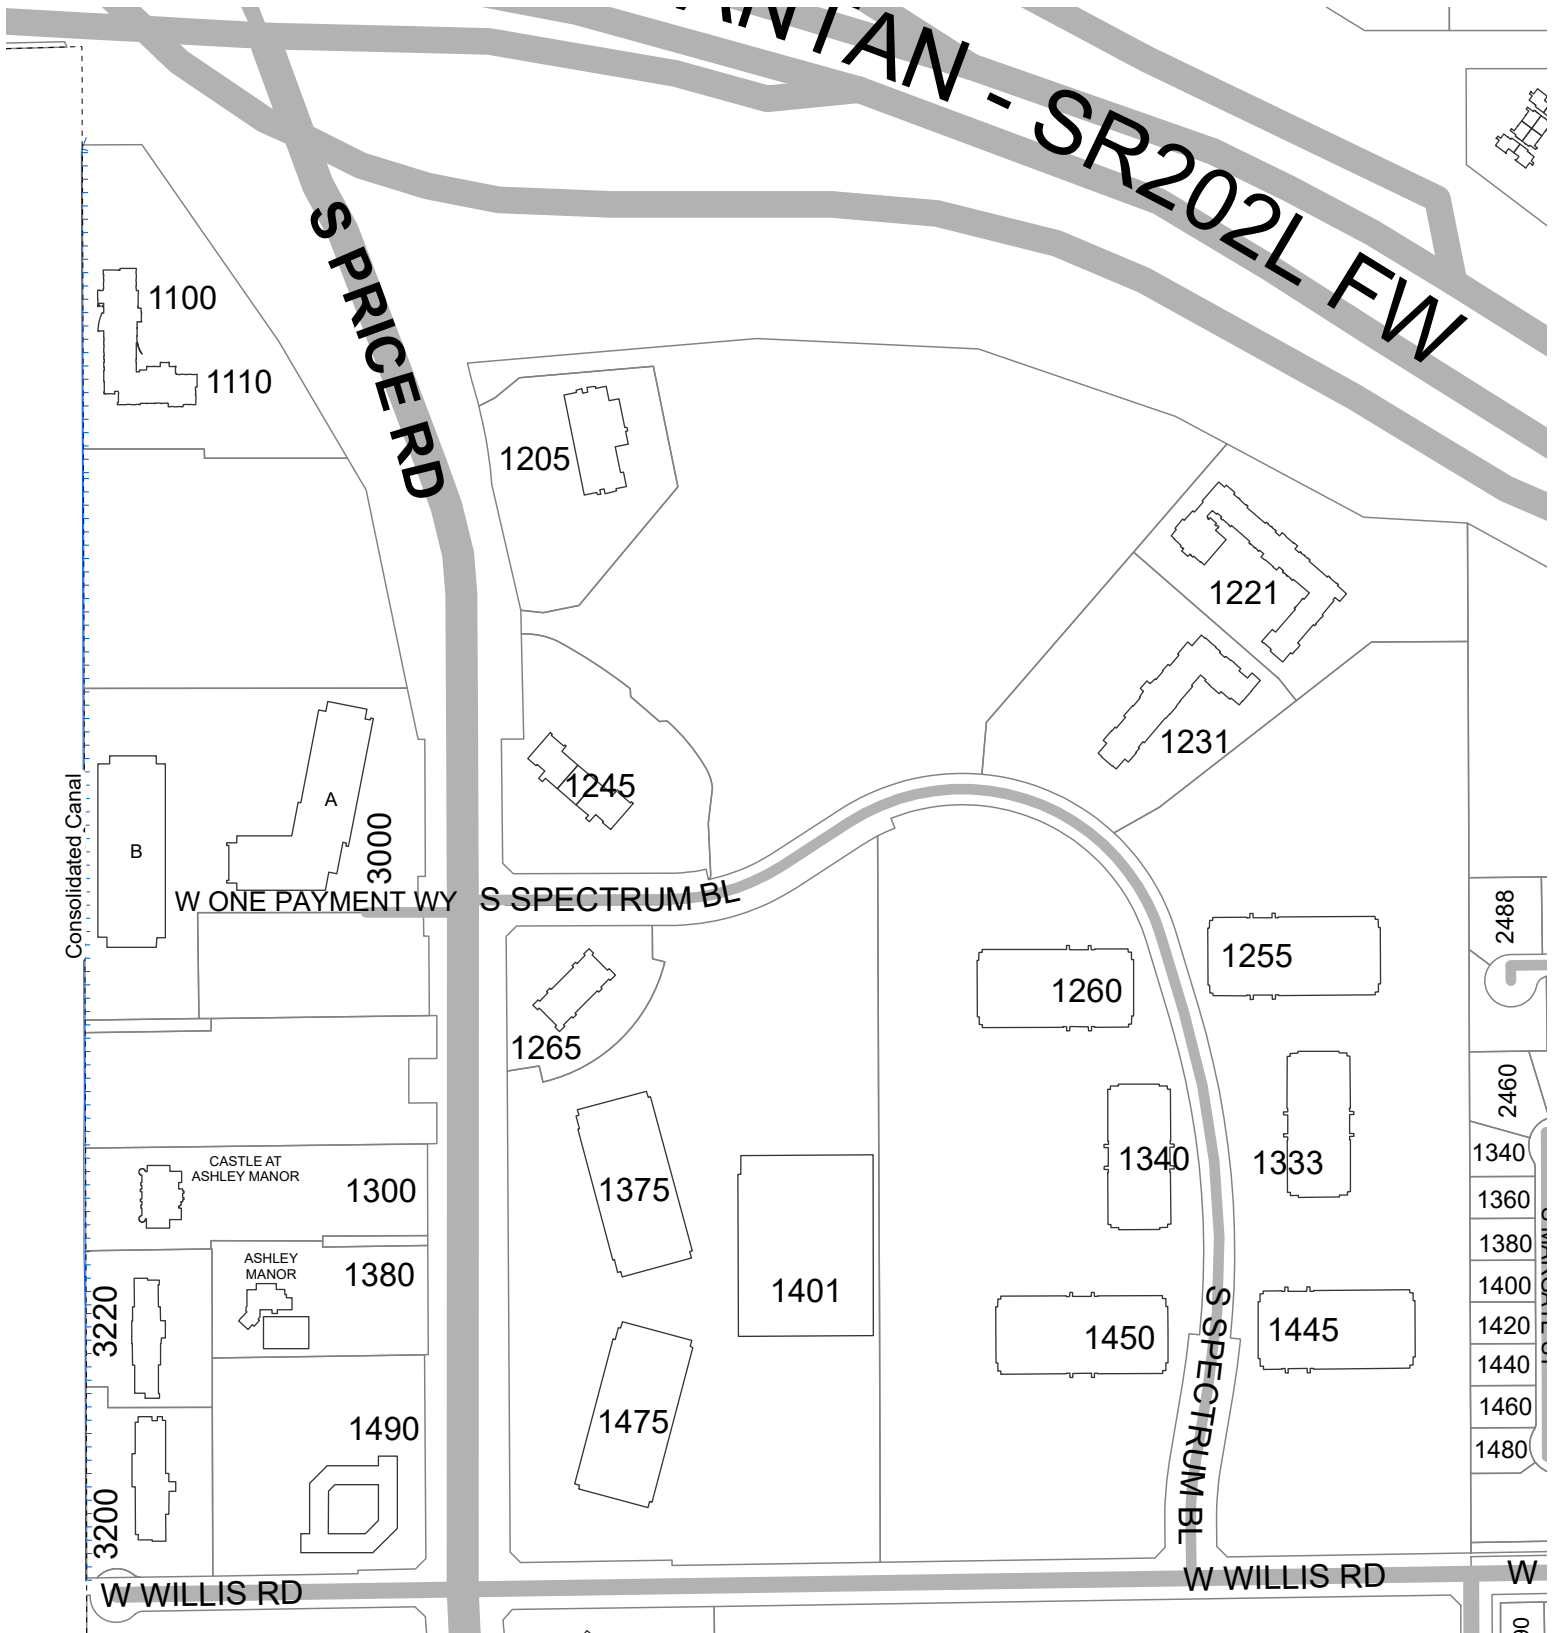 ANTAN - SR202L FW
S PRICE RD
1100
1110
1205
1221
1231
1245
Consolidated Canal
B
A
3000
W ONE PAYMENT WY
S SPECTRUM BL
2488
1255
1260
1265
2460
1340
1333
1340
CASTLE AT
ASHLEY MANOR
1300
1375
1360
1380
ASHLEY
MANOR
1380
1401
1400
3220
1450
S SPECTRUM BL
1445
1420
1440
1460
1475
1490
1480
3200
W WILLIS RD
W WILLIS RD
W